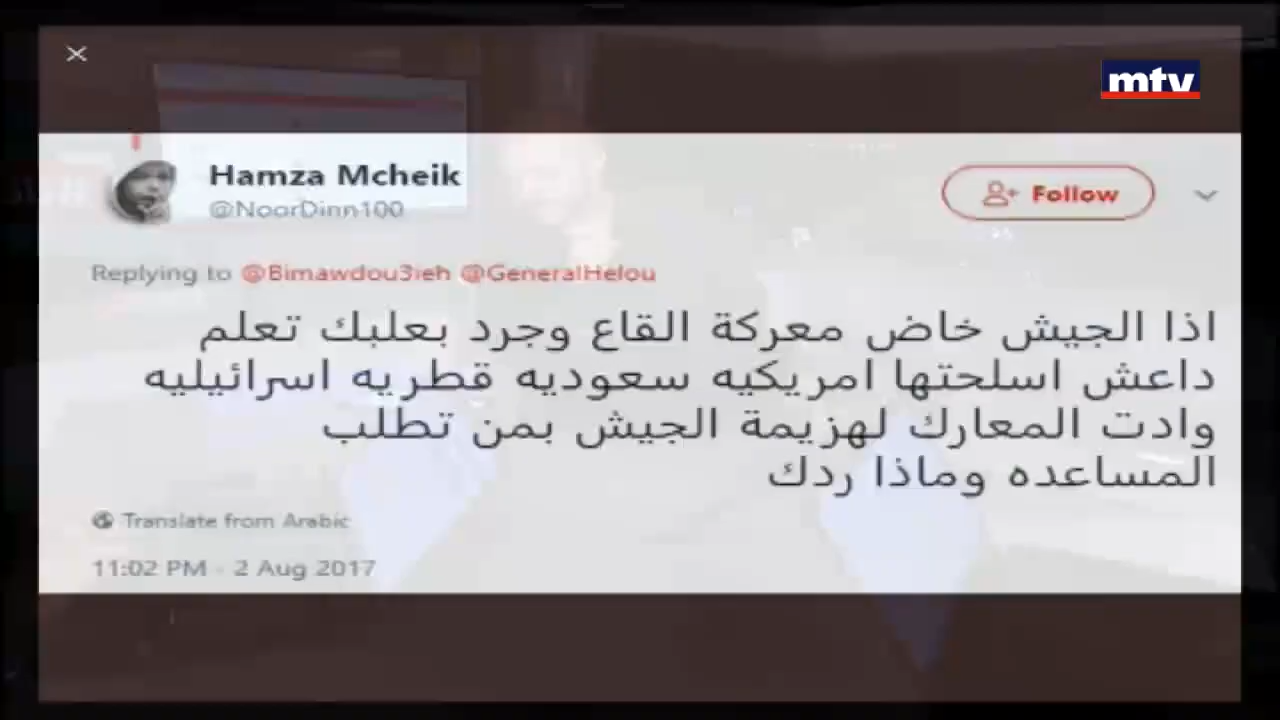 mtv
Hamza Mcheik
@NoorDinn100
Follow
Replying to @Bimawdou3ieh @GeneralHelou
اذا الجيش خاض معركة القاع وجرد بعلبك تعلم
داعش اسلحتها امريكيه سعوديه قطريه اسرائيليه
وادت المعارك لهزيمة الجيش بمن تطلب
المساعده وماذا ردك
Translate from Arabic
11:02 PM - 2 Aug 2017